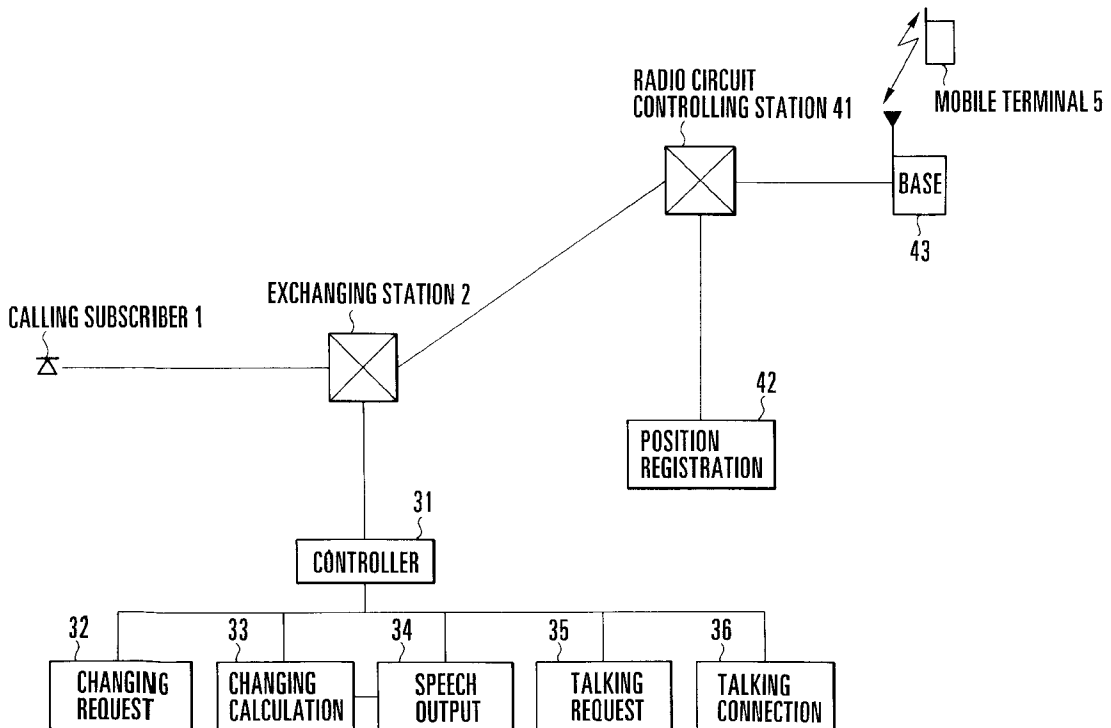 RADIO CIRCUIT
CONTROLLING STATION 41
MOBILE TERMINAL 5
BASE
43
EXCHANGING STATION 2
CALLING SUBSCRIBER 1
42
POSITION
REGISTRATION
31
CONTROLLER
32
CHANGING
REQUEST
33
CHANGING
CALCULATION
34
SPEECH
OUTPUT
35
TALKING
REQUEST
36
TALKING
CONNECTION